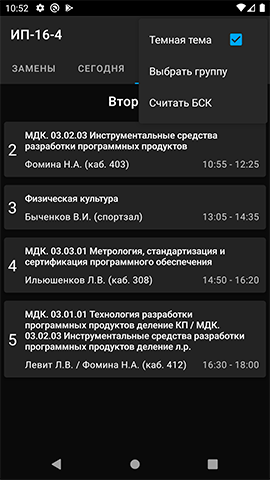 10:52
ИП-16-4
Темная тема
Выбрать группу
Считать БСК
ЗАМЕНЫ
СЕГОДНЯ
Втор
2
МДК. 03.02.03 Инструментальные средства
разработки программных продуктов
Фомина Н.А. (каб. 403)
10:55 - 12:25
3
Физическая культура
Быченков В.И. (спортзал)
13:05 - 14:35
4
МДК. 03.03.01 Метрология, стандартизация и
сертификация программного обеспечения
Ильюшенков Л.В. (каб. 308)
14:50 - 16:20
5
МДК. 03.01.01 Технология разработки
программных продуктов деление КП / МДК.
03.02.03 Инструментальные средства разработки
программных продуктов деление л.р.
Левит Л.В. / Фомина Н.А. (каб. 412)
16:30 - 18:00